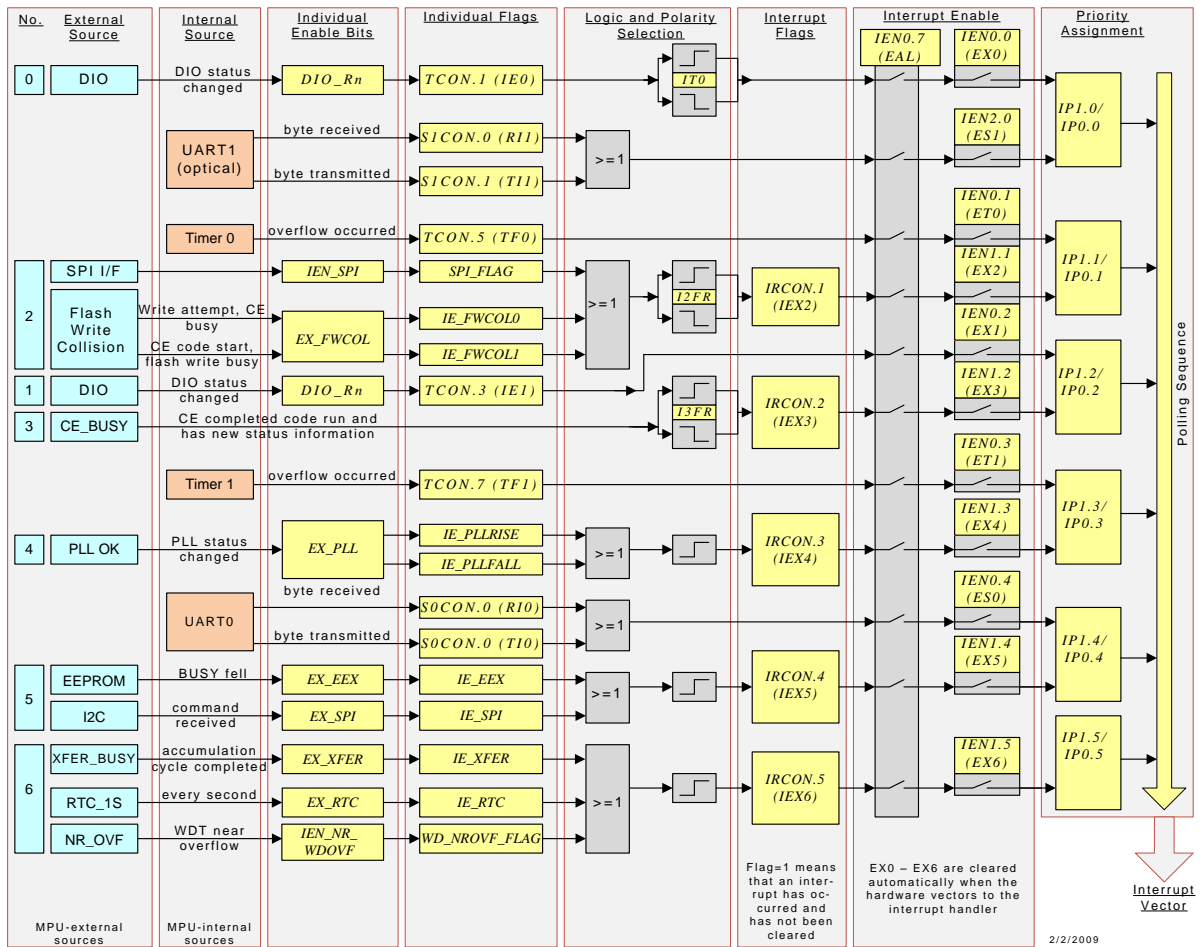 No.
External
Source
Internal
Source
Individual
Enable Bits
Individual Flags
Logic and Polarity
Selection
Interrupt
Flags
Interrupt Enable
Priority
Assignment
IEN0.7
(EAL)
IEN0.0
(EX0)
0
DIO
DIO status
changed
DIO_Rn
TCON.1 (IE0)
IT0
IP1.0/
IP0.0
UART1
(optical)
byte received
S1CON.0 (RI1)
byte transmitted
S1CON.1 (TI1)
>=1
IEN2.0
(ES1)
Timer 0
overflow occurred
TCON.5 (TF0)
IEN0.1
(ET0)
IP1.1/
IP0.1
2
SPI I/F
IEN_SPI
SPI_FLAG
Flash
Write
Collision
Write attempt, CE
busy
CE code start,
flash write busy
EX_FWCOL
IE_FWCOL0
IE_FWCOL1
>=1
I2FR
IRCON.1
(IEX2)
IEN1.1
(EX2)
1
DIO
DIO status
changed
DIO_Rn
TCON.3 (IE1)
IEN0.2
(EX1)
IP1.2/
IP0.2
3
CE_BUSY
CE completed code run and
has new status information
I3FR
IRCON.2
(IEX3)
IEN1.2
(EX3)
Timer 1
overflow occurred
TCON.7 (TF1)
IEN0.3
(ET1)
IP1.3/
IP0.3
4
PLL OK
PLL status
changed
EX_PLL
IE_PLLRISE
IE_PLLFALL
>=1
IRCON.3
(IEX4)
IEN1.3
(EX4)
UART0
byte received
S0CON.0 (RI0)
byte transmitted
S0CON.0 (TI0)
>=1
IEN0.4
(ES0)
IP1.4/
IP0.4
5
EEPROM
BUSY fell
EX_EEX
IE_EEX
I2C
command
received
EX_SPI
IE_SPI
>=1
IRCON.4
(IEX5)
IEN1.4
(EX5)
6
XFER_BUSY
accumulation
cycle completed
EX_XFER
IE_XFER
RTC_1S
every second
EX_RTC
IE_RTC
NR_OVF
WDT near
overflow
IEN_NR_
WDOVF
WD_NROVF_FLAG
>=1
IRCON.5
(IEX6)
IEN1.5
(EX6)
IP1.5/
IP0.5
Polling Sequence
Interrupt
Vector
Flag=1 means
that an inter-
rupt has oc-
curred and
has not been
cleared
EX0 – EX6 are cleared
automatically when the
hardware vectors to the
interrupt handler
MPU-external
sources
MPU-internal
sources
2/2/2009